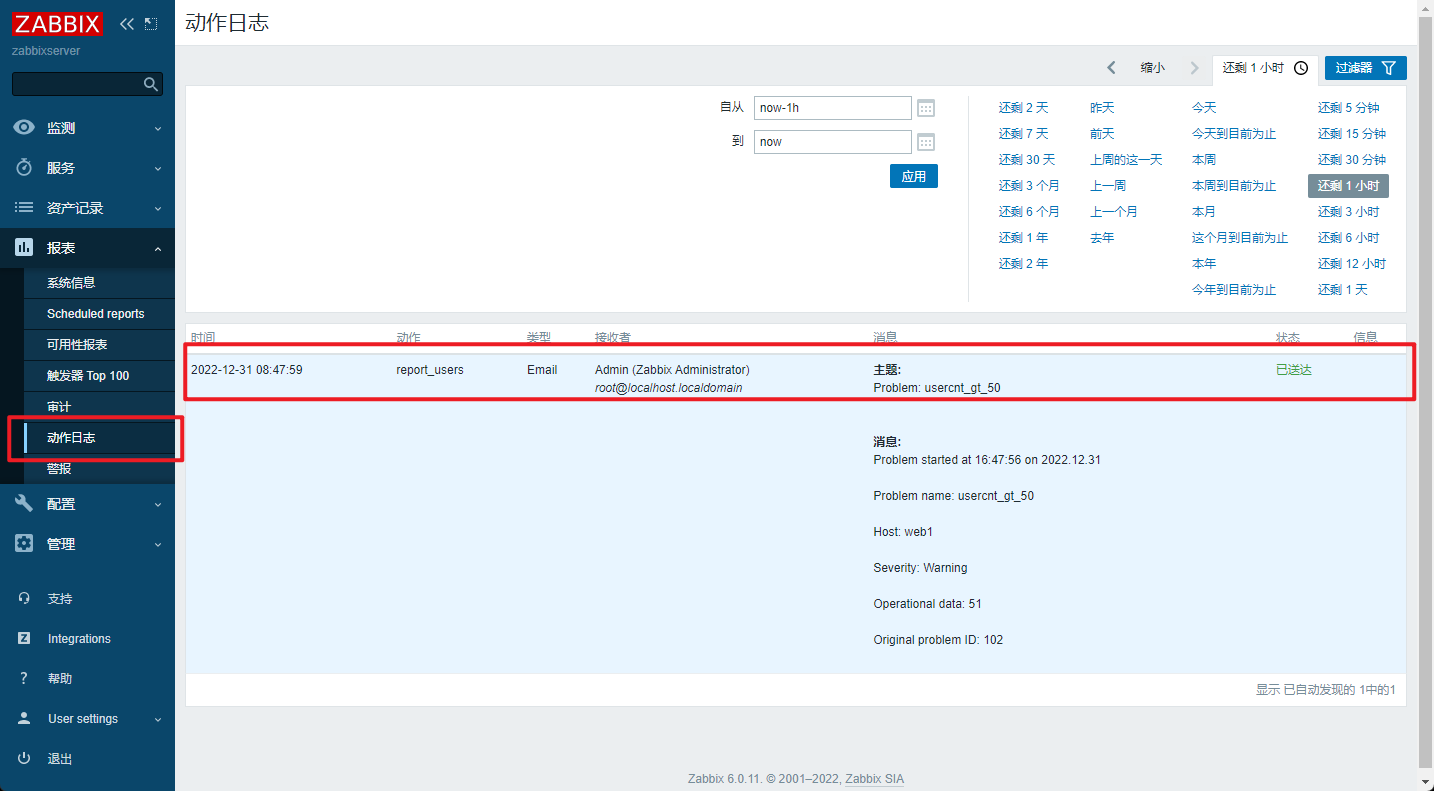 ZABBIX
zabbixserver
监测
服务
资产记录
报表
系统信息
Scheduled reports
可用性报表
触发器 Top 100
审计
动作日志
警报
配置
管理
支持
Integrations
帮助
User settings
退出
动作日志
缩小
还剩 1 小时
过滤器
自从 now-1h
到 now
应用
还剩 2 天 昨天 今天 还剩 5 分钟
还剩 7 天 前天 今天到目前为止 还剩 15 分钟
还剩 30 天 上周的这一天 本周 还剩 30 分钟
还剩 3 个月 上一周 本周到目前为止 还剩 1 小时
还剩 6 个月 上一个月 本月 还剩 3 小时
还剩 1 年 去年 这个月到目前为止 还剩 6 小时
还剩 2 年 本年 还剩 12 小时
今年到目前为止 还剩 1 天
时间 动作 类型 接收者 消息 状态 信息
2022-12-31 08:47:59 report_users Email Admin (Zabbix Administrator) 主题: 已送达
root@localhost.localdomain Problem: usercnt_gt_50
消息:
Problem started at 16:47:56 on 2022.12.31
Problem name: usercnt_gt_50
Host: web1
Severity: Warning
Operational data: 51
Original problem ID: 102
显示 已自动发现的 1中的1
Zabbix 6.0.11. © 2001–2022, Zabbix SIA